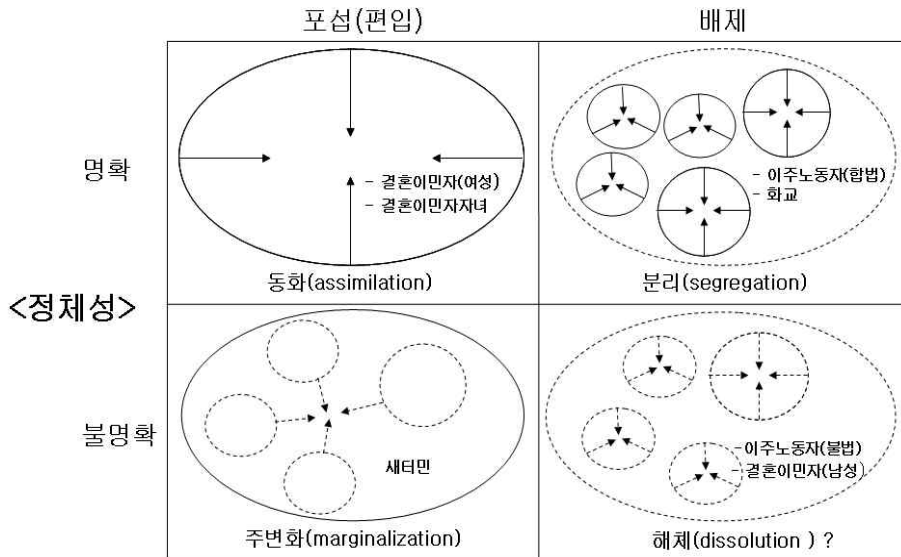 포섭(편입)
배제
명확
- 결혼이민자(여성)
- 결혼이민자자녀
동화(assimilation)
- 이주노동자(합법)
- 화교
분리(segregation)
<정체성>
불명확
새터민
주변화(marginalization)
-이주노동자(불법)
- 결혼이민자(남성)
해체(dissolution ) ?